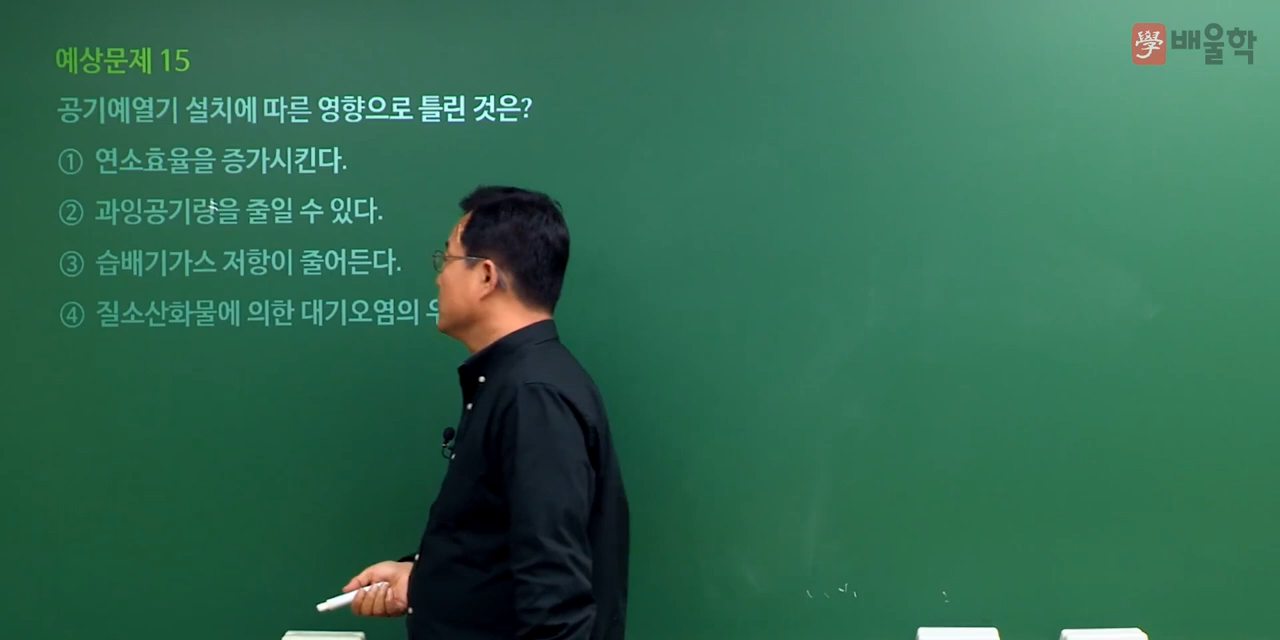 學 배울학
예상문제 15
공기예열기 설치에 따른 영향으로 틀린 것은?
① 연소효율을 증가시킨다.
② 과잉공기량을 줄일 수 있다.
③ 습배기가스 저항이 줄어든다.
④ 질소산화물에 의한 대기오염의